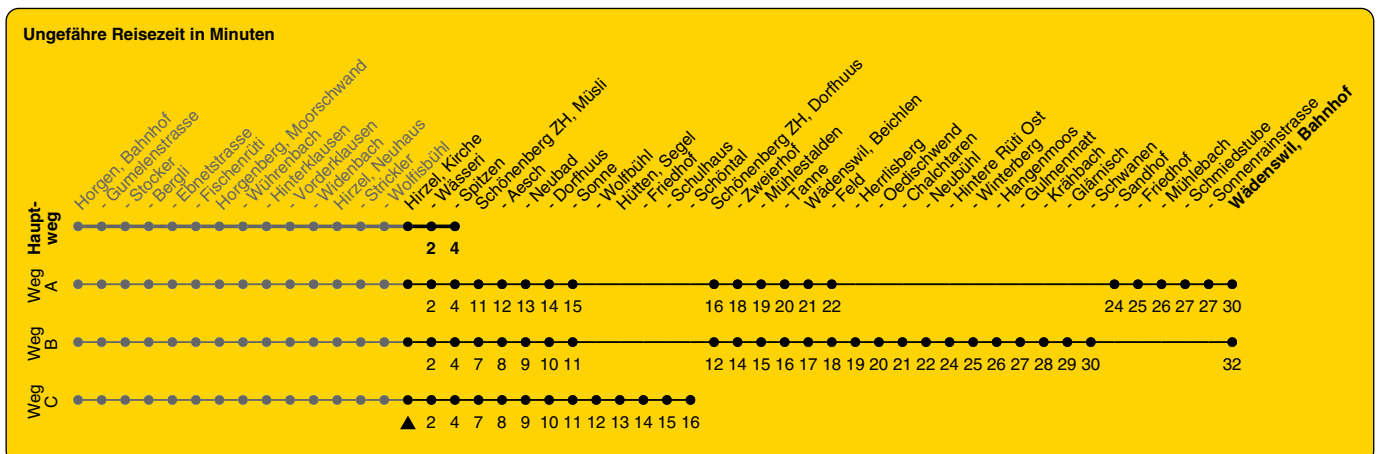 Ungefähre Reisezeit in Minuten
Horgen, Bahnhof
- Gumelenstrasse
- Stocker
- Bergli
- Ebnetstrasse
- Fischenrüti
Horgenberg, Moorschwand
- Wührenbach
- Hinterklausen
- Vorderklausen
- Widenbach
Hirzel, Neuhaus
- Strickler
- Wolfisbühl
Hirzel, Kirche
- Wässeri
- Spitzen
Schönenberg ZH, Müsli
- Aesch
- Neubad
- Dorfhuus
- Sonne
- Wolfbühl
Hütten, Segel
- Friedhof
- Schulhaus
- Schöntal
Schönenberg ZH, Dorfhuus
- Zweierhof
- Mühlestalden
- Tanne
Wädenswil, Beichlen
- Feld
- Herrlisberg
- Oedischwend
- Chalchtaren
- Neubühl
- Hintere Rüti Ost
- Winterberg
- Hangenmoos
- Gulmenmatt
- Krähbach
- Glärnisch
- Schwanen
- Sandhof
- Friedhof
- Mühlebach
- Schmiedstube
- Sonnenrainstrasse
Wädenswil, Bahnhof
Haupt-
weg
2 4
Weg
A
2 4 11 12 13 14 15 16 18 19 20 21 22 24 25 26 27 27 30
Weg
B
2 4 7 8 9 10 11 12 14 15 16 17 18 19 20 21 22 24 25 26 27 28 29 30 32
Weg
C
2 4 7 8 9 10 11 12 13 14 15 16